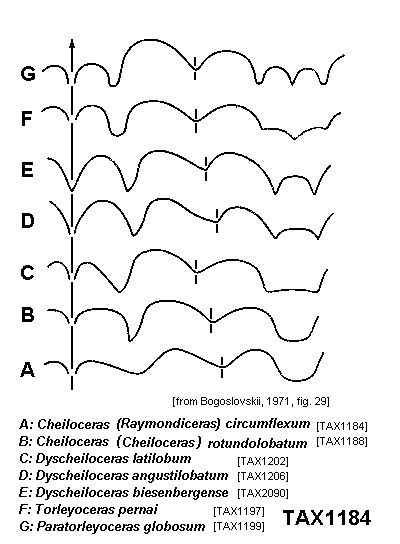 G
F
E
D
C
B
A
[from Bogoslovskii, 1971, fig. 29]
A: Cheiloceras (Raymondiceras) circumflexum [TAX1184]
B: Cheiloceras (Cheiloceras) rotundolobatum [TAX1188]
C: Dyscheiloceras latilobum [TAX1202]
D: Dyscheiloceras angustilobatum [TAX1206]
E: Dyscheiloceras biesenbergense [TAX2090]
F: Torleyoceras pernai [TAX1197]
G: Paratorleyoceras globosum [TAX1199]
TAX1184